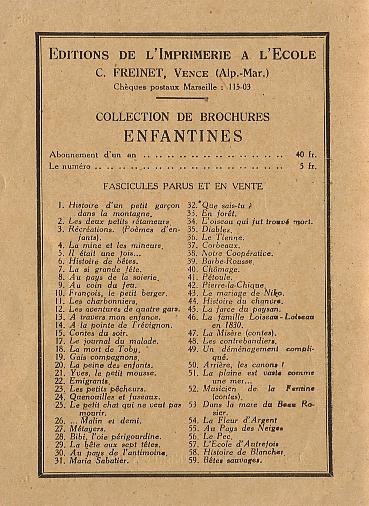 EDITIONS DE L'IMPRIMERIE A L'ECOLE
C. FREINET, VENCE (Alp.-Mar.)
Chèques postaux Marseille : 115-03
COLLECTION DE BROCHURES
ENFANTINES
Abonnement d'un an .. .. .. .. .. .. .. .. .. .. 40 fr.
Le numéro .. .. .. .. .. .. .. .. .. .. .. .. .. 5 fr.
FASCICULES PARUS ET EN VENTE
1. Histoire d'un petit garçon
dans la montagne.
2. Les deux petits rétameurs.
3. Récréations. (Poèmes d'en-
fants).
4. La mine et les mineurs.
5. Il était une fois...
6. Histoire de bêtes.
7. La si grande fête.
8. Au pays de la soierie.
9. Au coin du feu.
10. François, le petit berger.
11. Les charbonniers.
12. Les aventures de quatre gars.
13. A travers mon enfance.
14. A la pointe de Trévignon.
15. Contes du soir.
17. Le journal du malade.
18. La mort de Toby.
19. Gais compagnons.
20. La peine des enfants.
21. Yves, le petit mousse.
22. Emigrants.
23. Les petits pêcheurs.
24. Quenouilles et fuseaux.
25. Le petit chat qui ne veut pas
mourir.
26. ... Malin et demi.
27. Métayers.
28. Bibi, l'oie périgourdine.
29. La bête aux sept têtes.
30. Au pays de l'antimoine.
31. Maria Sabatier.
32. Que sais-tu ?
33. En forêt.
34. L'oiseau qui fut trouvé mort.
35. Diables.
36. Le Tienne.
37. Corbeaux.
38. Notre Coopérative.
39. Barbe-Rousse.
40. Chômage.
41. Pétoule.
42. Pierre-la-Chique.
43. Le mariage de Niko.
44. Histoire du chanvre.
45. La farce du paysan.
46. La famille Loiseau-Loiseau
en 1830.
47. La Misère (contes).
48. Les contrebandiers.
49. Un déménagement compli-
qué.
50. Arrière, les canons !
51. La plaine est vaste comme
une mer...
52. Musicien de la Famine
(contes).
53. Dans la mare du Beau Ro-
sier.
54. La Fleur d'Argent
55. Au Pays des Neiges
56. Le Pec.
57. L'Ecole d'Autrefois
58. Histoire de Blanchet.
59. Bêtes sauvages.